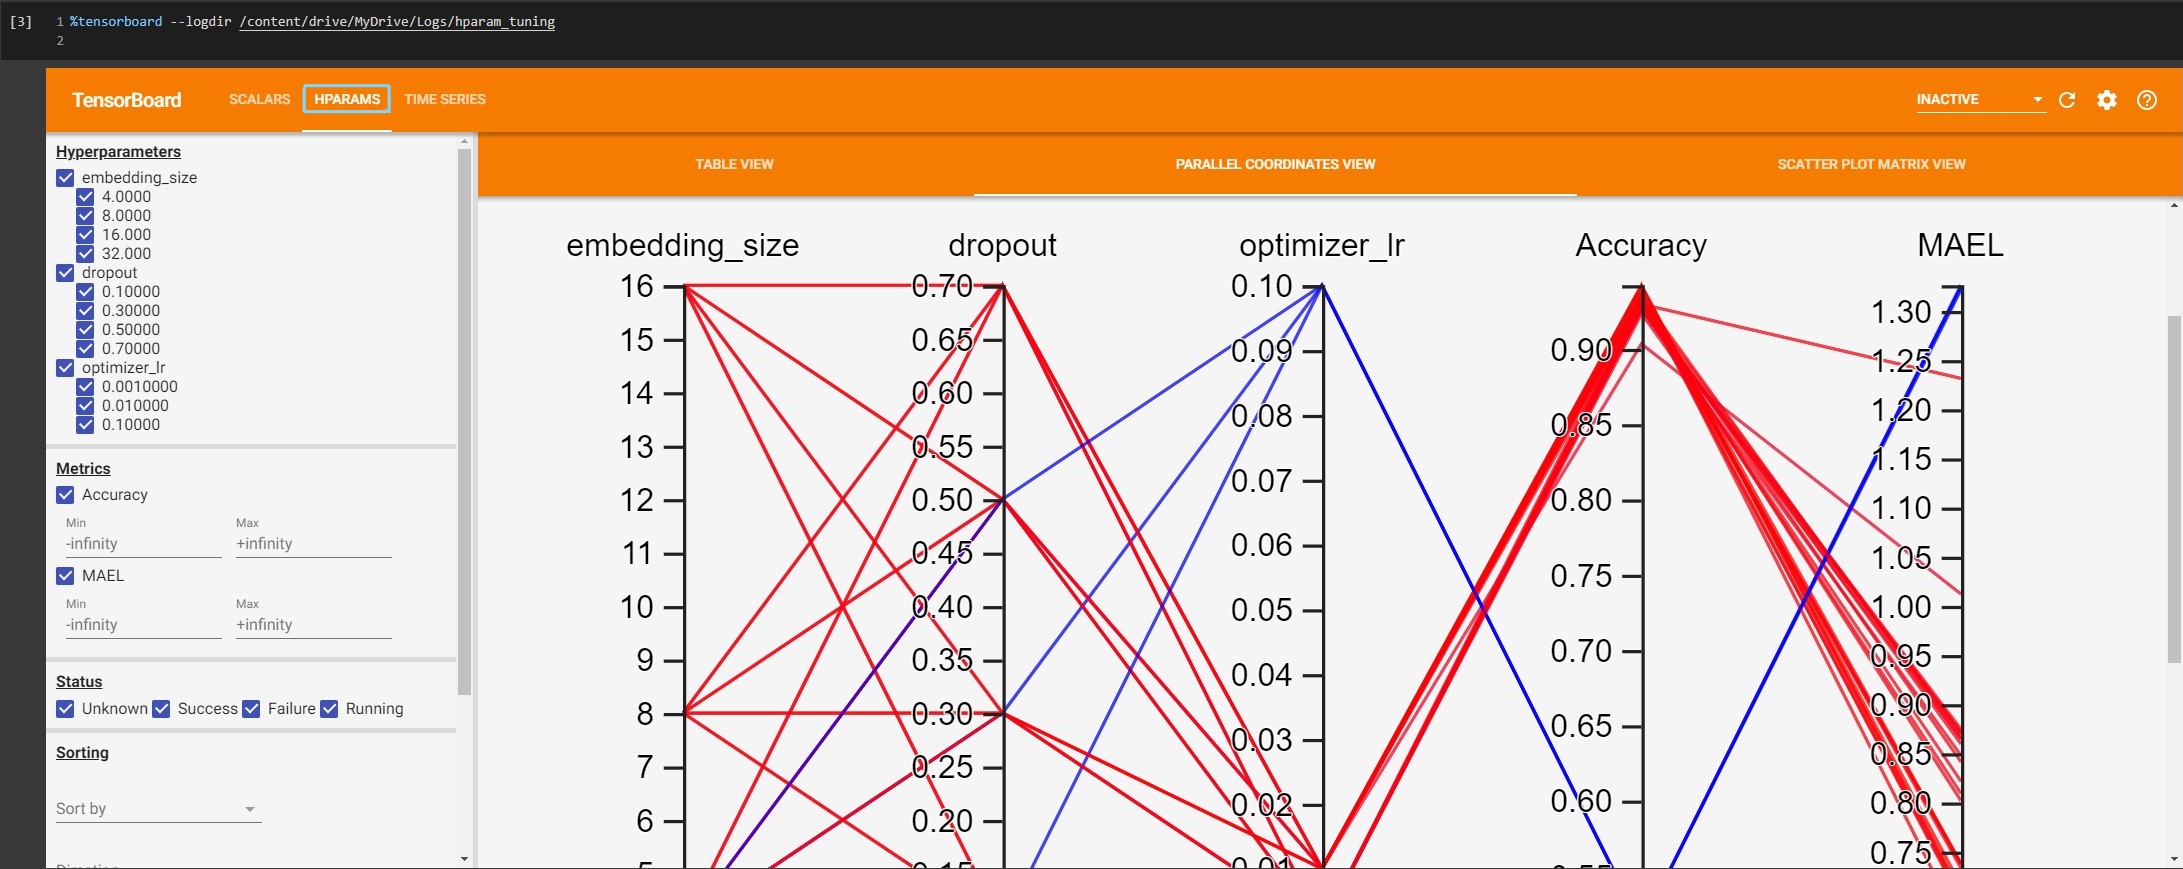 [3] 1 %tensorboard --logdir /content/drive/MyDrive/Logs/hparam_tuning
2
TensorBoard SCALARS HPARAMS TIME SERIES INACTIVE
Hyperparameters
embedding_size
4.0000
8.0000
16.000
32.000
dropout
0.10000
0.30000
0.50000
0.70000
optimizer_lr
0.0010000
0.010000
0.10000
Metrics
Accuracy
Min Max
-infinity +infinity
MAEL
Min Max
-infinity +infinity
Status
Unknown Success Failure Running
Sorting
Sort by
Direction
TABLE VIEW PARALLEL COORDINATES VIEW SCATTER PLOT MATRIX VIEW
embedding_size
16
15
14
13
12
11
10
9
8
7
6
5
dropout
0.70
0.65
0.60
0.55
0.50
0.45
0.40
0.35
0.30
0.25
0.20
0.15
optimizer_lr
0.10
0.09
0.08
0.07
0.06
0.05
0.04
0.03
0.02
0.01
Accuracy
0.90
0.85
0.80
0.75
0.70
0.65
0.60
0.55
MAEL
1.30
1.25
1.20
1.15
1.10
1.05
1.00
0.95
0.90
0.85
0.80
0.75